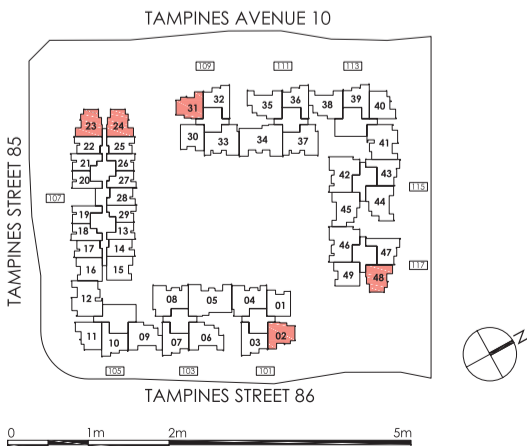 TAMPINES AVENUE 10
109 111 113
31 32 35 36 38 39 40
23 24
30 33 34 37 41
22 25
21 26
20 27
42 43
TAMPINES STREET 85
107
28
115
19 29
45 44
18 13
17 14
46 47
16 15
117
49 48
12
08 05 04 01
11 10 09 07 06 03 02
N
105 103 101
TAMPINES STREET 86
0 1m 2m 5m